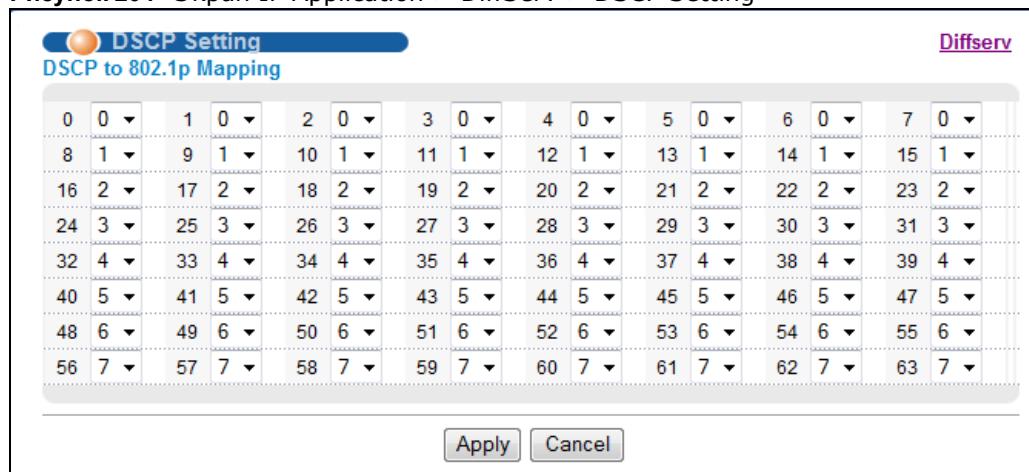 Рисунок Экран IP Application > DiffServ > DSCP Setting
DSCP Setting Diffserv
DSCP to 802.1p Mapping
0 0 1 0 2 0 3 0 4 0 5 0 6 0 7 0
8 1 9 1 10 1 11 1 12 1 13 1 14 1 15 1
16 2 17 2 18 2 19 2 20 2 21 2 22 2 23 2
24 3 25 3 26 3 27 3 28 3 29 3 30 3 31 3
32 4 33 4 34 4 35 4 36 4 37 4 38 4 39 4
40 5 41 5 42 5 43 5 44 5 45 5 46 5 47 5
48 6 49 6 50 6 51 6 52 6 53 6 54 6 55 6
56 7 57 7 58 7 59 7 60 7 61 7 62 7 63 7
Apply Cancel